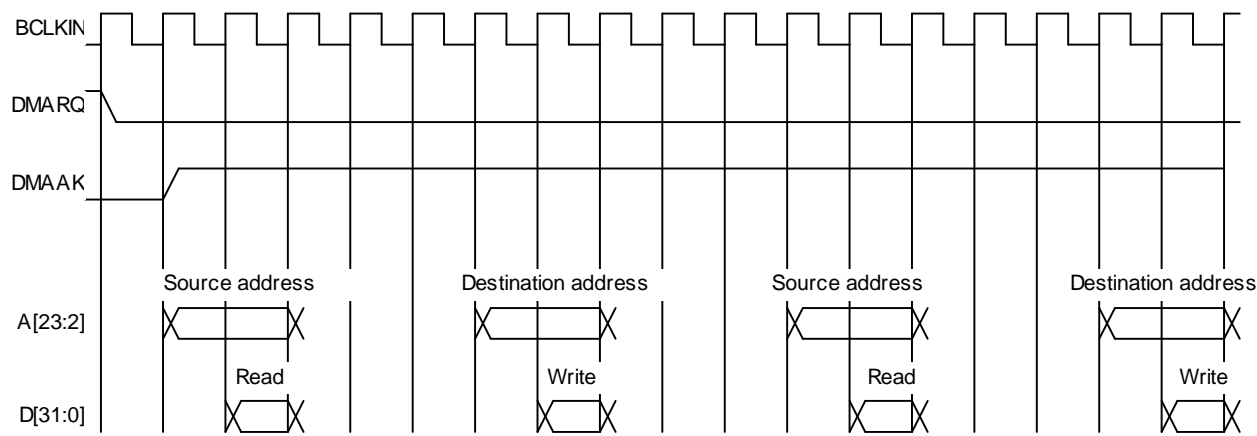 BCLKIN
DMARQ
DMAAK
Source address Destination address Source address Destination address
A[23:2]
Read Write Read Write
D[31:0]